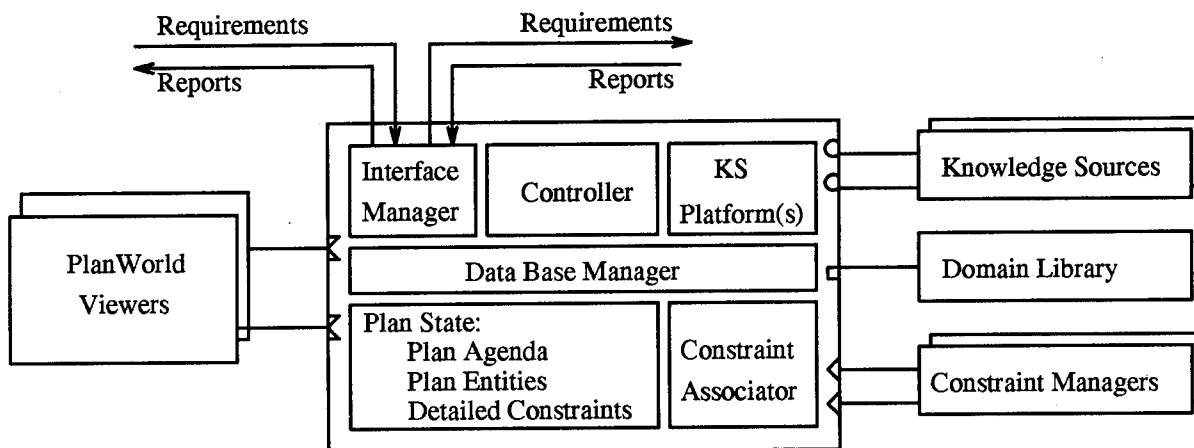 Requirements
Requirements
Reports
Reports
Interface
Manager
Controller
KS
Platform(s)
Knowledge Sources
PlanWorld
Viewers
Data Base Manager
Domain Library
Plan State:
Plan Agenda
Plan Entities
Detailed Constraints
Constraint
Associator
Constraint Managers